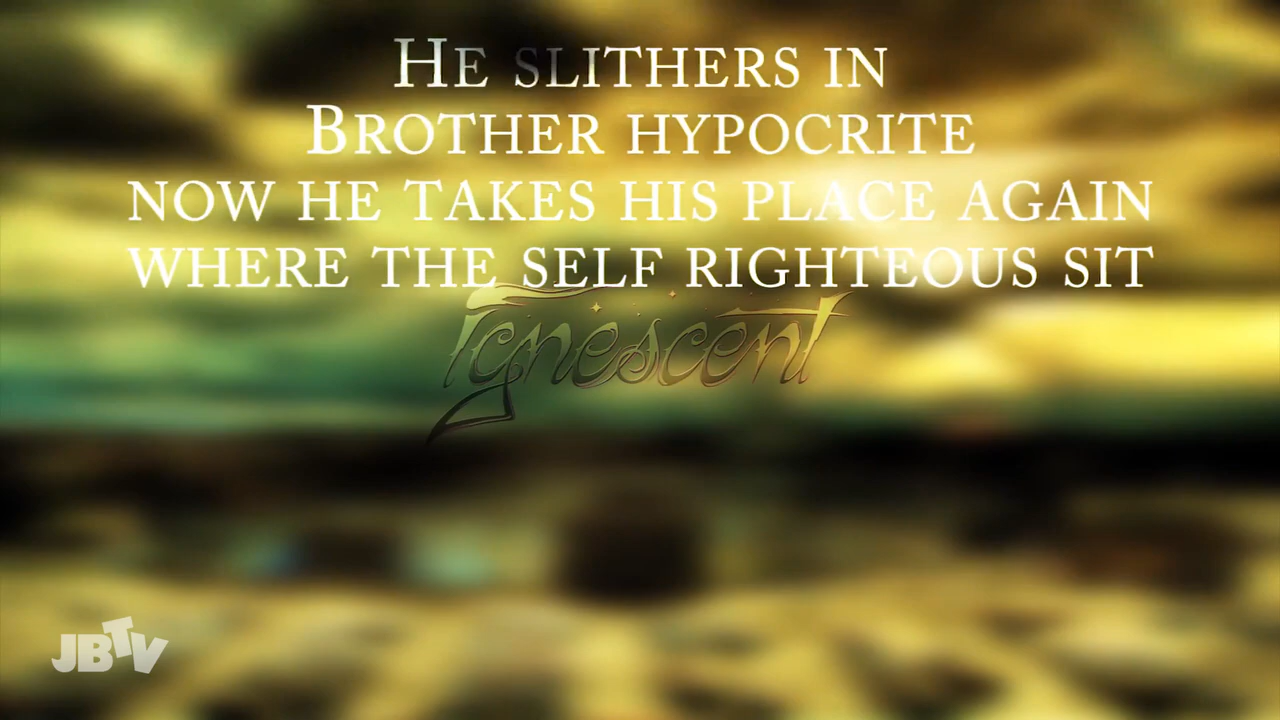 HE SLITHERS IN
BROTHER HYPOCRITE
NOW HE TAKES HIS PLACE AGAIN
WHERE THE SELF RIGHTEOUS SIT
Ignescent
JBTV